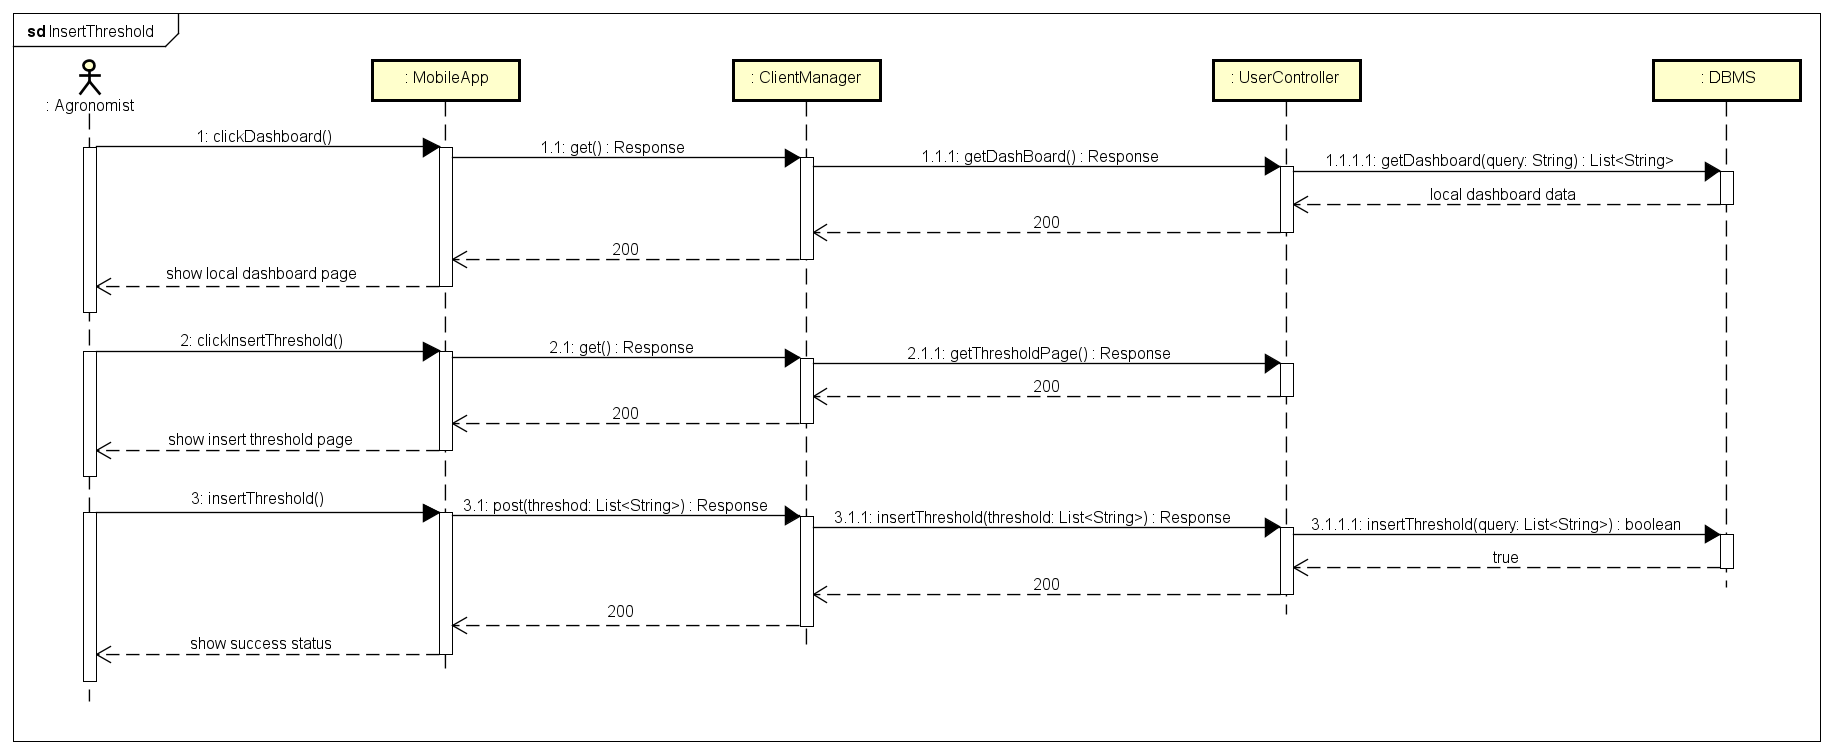 sd InsertThreshold
: Agronomist
: MobileApp
: ClientManager
: UserController
: DBMS
1: clickDashboard()
1.1: get() : Response
1.1.1: getDashBoard() : Response
1.1.1.1: getDashboard(query: String) : List<String>
local dashboard data
200
200
show local dashboard page
2: clickInsertThreshold()
2.1: get() : Response
2.1.1: getThresholdPage() : Response
200
200
show insert threshold page
3: insertThreshold()
3.1: post(threshod: List<String>) : Response
3.1.1: insertThreshold(threshold: List<String>) : Response
3.1.1.1: insertThreshold(query: List<String>) : boolean
true
200
200
show success status